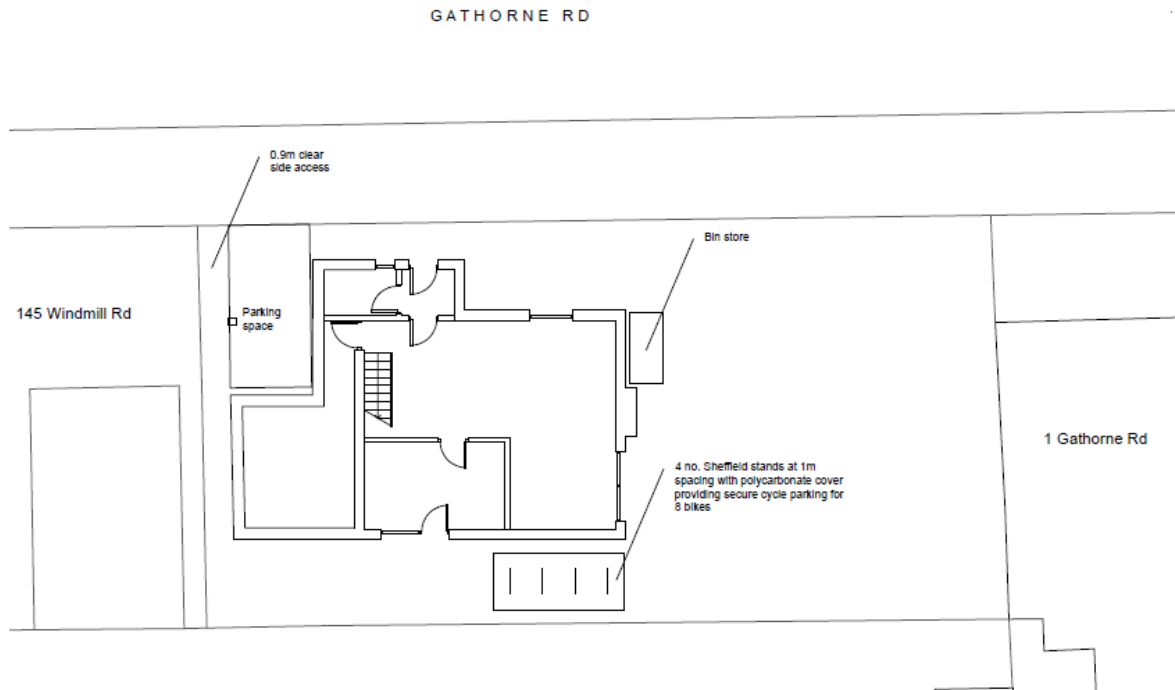 GATHORNE RD
0.9m clear
side access
Bin store
145 Windmill Rd
Parking
space
1 Gathorne Rd
4 no. Sheffield stands at 1m
spacing with polycarbonate cover
providing secure cycle parking for
8 bikes